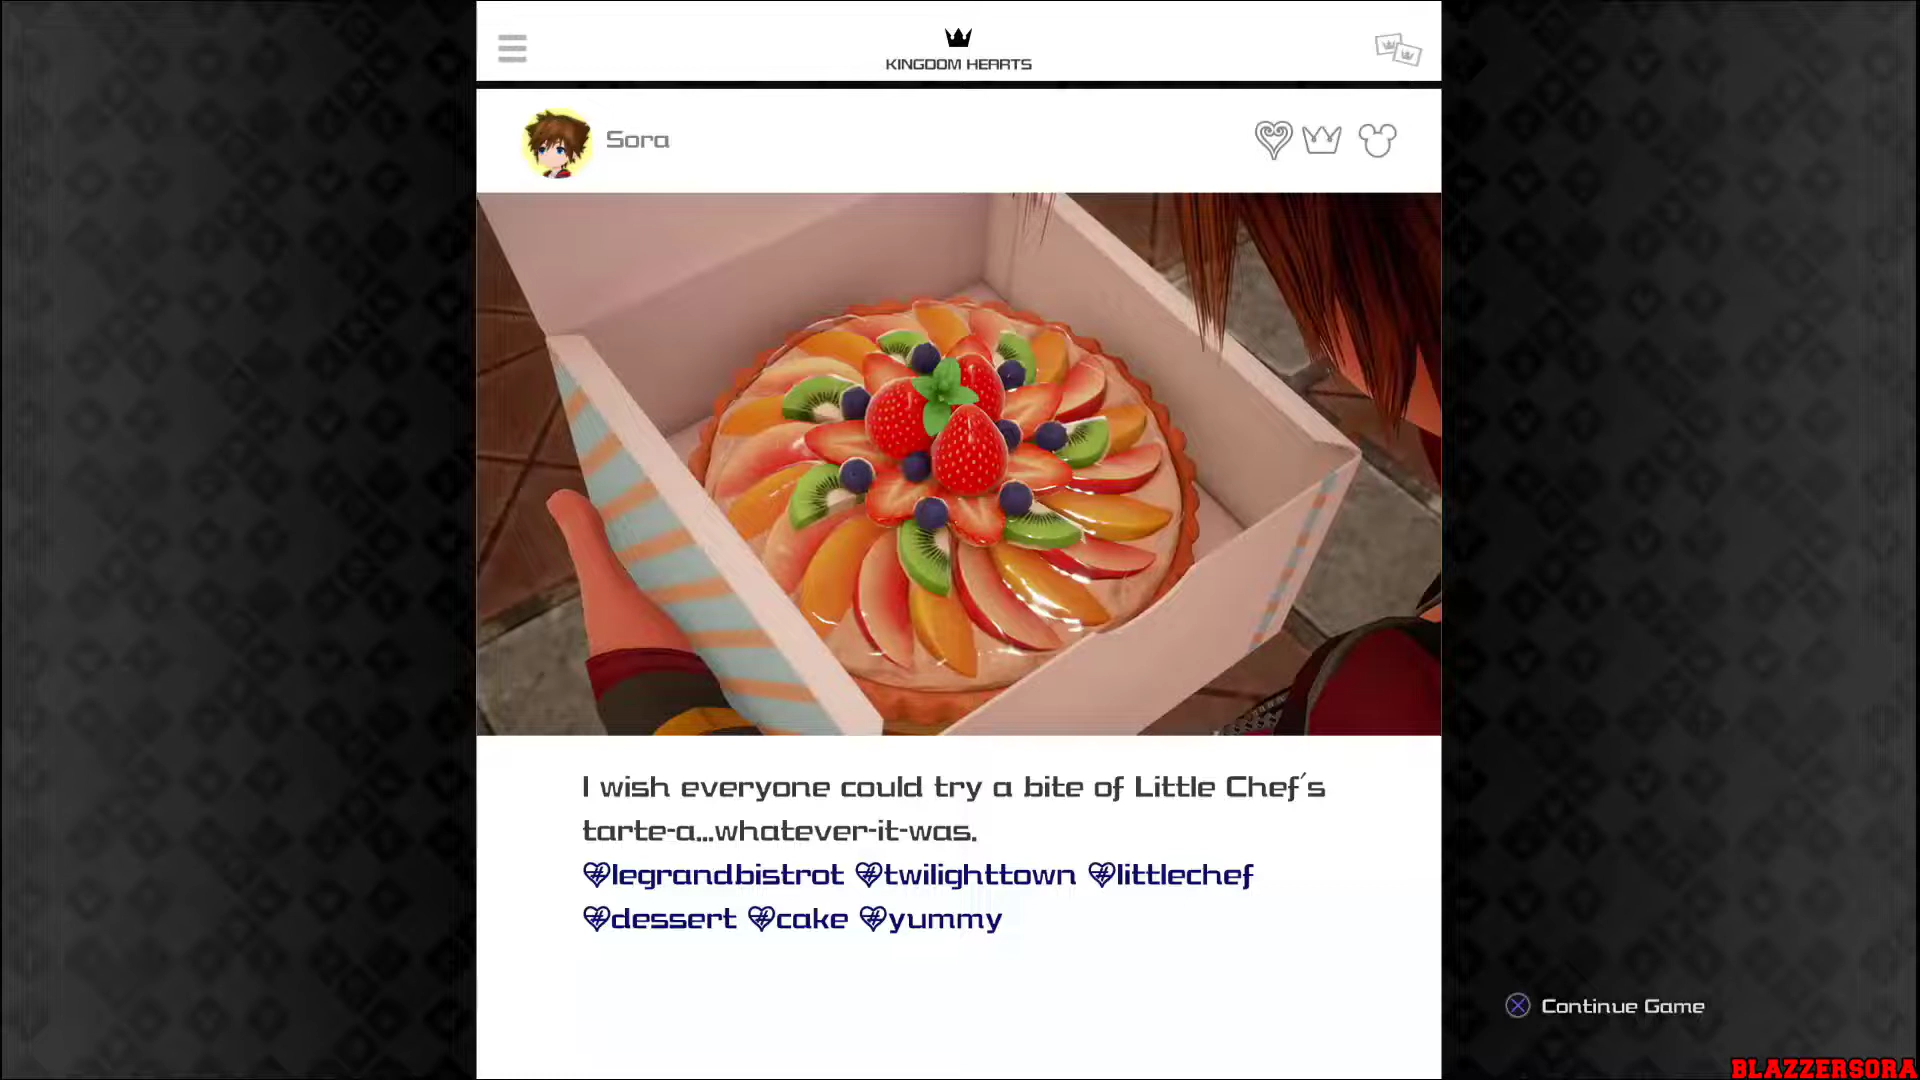 KINGDOM HEARTS
Sora
I wish everyone could try a bite of Little Chef's
tarte-a...whatever-it-was.
#legrandbistrot #twilighttown #littlechef
#dessert #cake #yummy
Continue Game
BLAZZERSORA